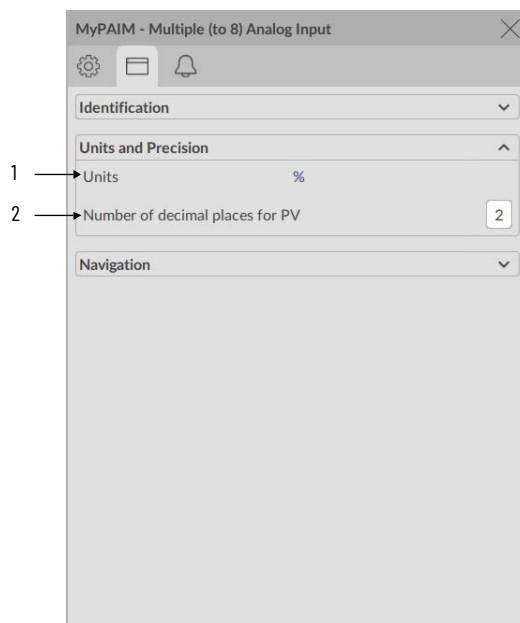 MyPAIM - Multiple (to 8) Analog Input
Identification
Units and Precision
1 Units %
2 Number of decimal places for PV 2
Navigation